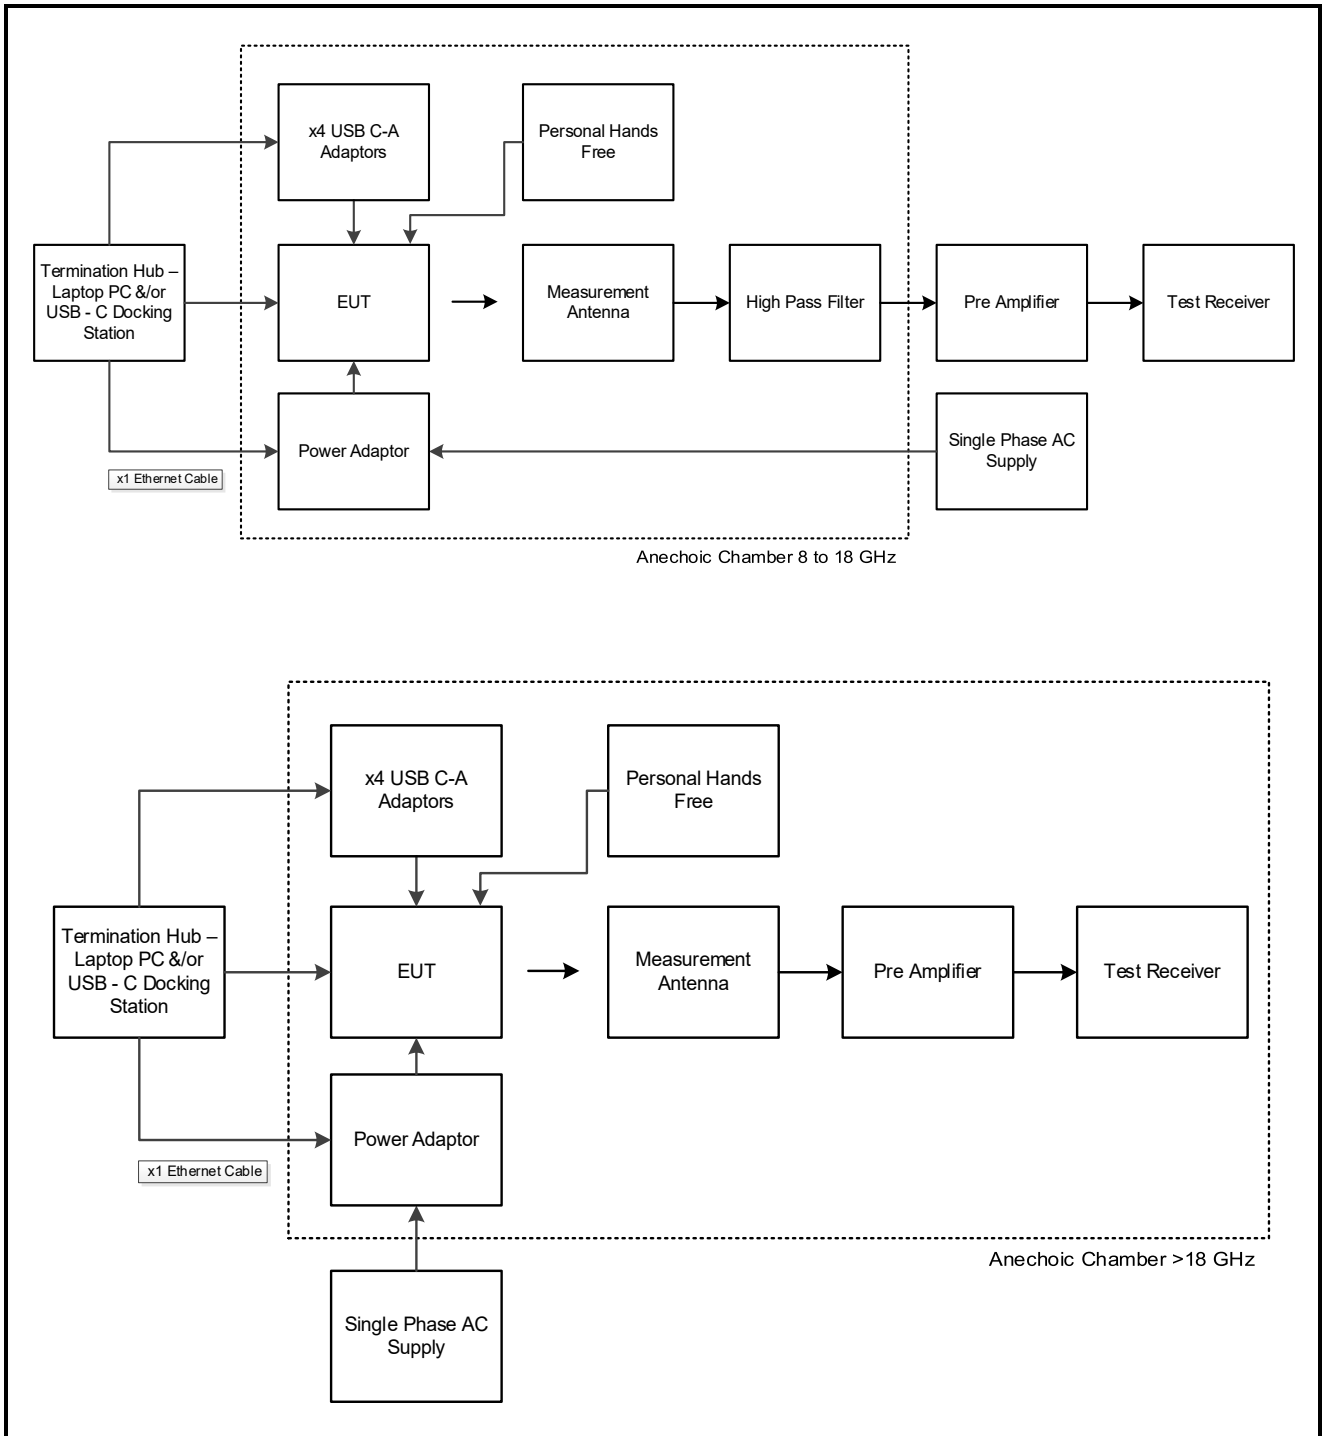 x4 USB C-A
Adaptors
Personal Hands
Free
Termination Hub –
Laptop PC &/or
USB - C Docking
Station
EUT
Measurement
Antenna
High Pass Filter
Pre Amplifier
Test Receiver
Power Adaptor
Single Phase AC
Supply
x1 Ethernet Cable
Anechoic Chamber 8 to 18 GHz
x4 USB C-A
Adaptors
Personal Hands
Free
Termination Hub –
Laptop PC &/or
USB - C Docking
Station
EUT
Measurement
Antenna
Pre Amplifier
Test Receiver
Power Adaptor
x1 Ethernet Cable
Anechoic Chamber >18 GHz
Single Phase AC
Supply